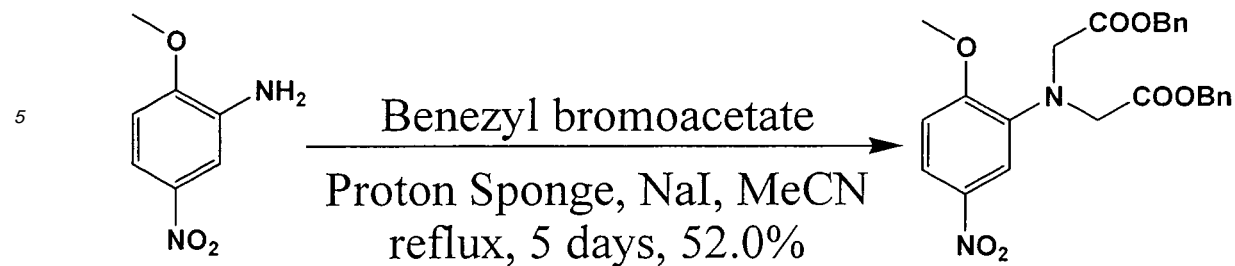 5
O
NH₂
NO₂
Benezyl bromoacetate
Proton Sponge, NaI, MeCN
reflux, 5 days, 52.0%
COOBn
O
N
COOBn
NO₂